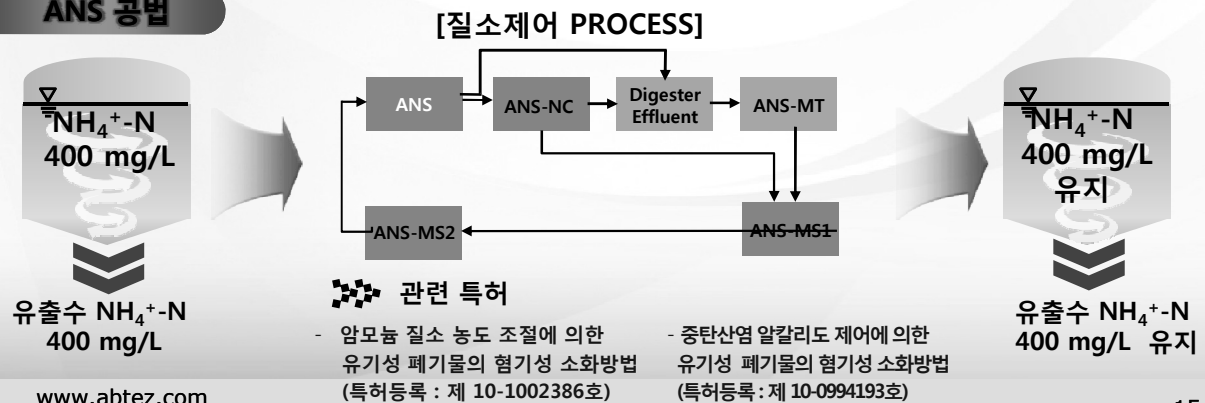 ANS 공법
[질소제어 PROCESS]
NH₄⁺-N
400 mg/L
유출수 NH₄⁺-N
400 mg/L
ANS
ANS-NC
Digester
Effluent
ANS-MT
ANS-MS2
ANS-MS1
NH₄⁺-N
400 mg/L
유지
유출수 NH₄⁺-N
400 mg/L 유지
관련 특허
- 암모늄 질소 농도 조절에 의한
유기성 폐기물의 혐기성 소화방법
(특허등록 : 제 10-1002386호)
- 중탄산염 알칼리도 제어에 의한
유기성 폐기물의 혐기성 소화방법
(특허등록 : 제 10-0994193호)
www.abtez.com